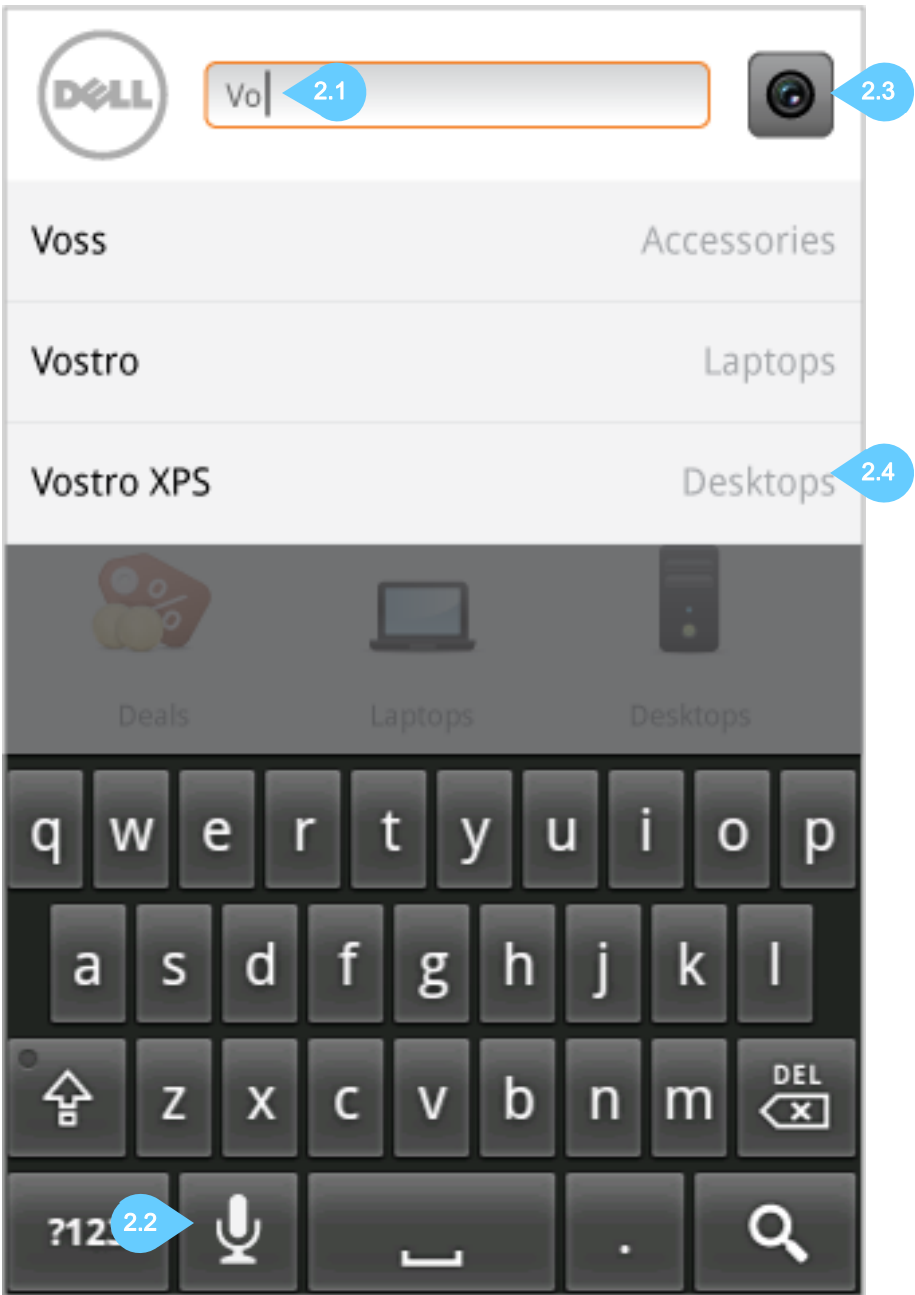 DELL Vo 2.1 2.3
Voss Accessories
Vostro Laptops
Vostro XPS Desktops 2.4
Deals Laptops Desktops
q w e r t y u i o p
a s d f g h j k l
DEL
z x c v b n m
?123 2.2 .